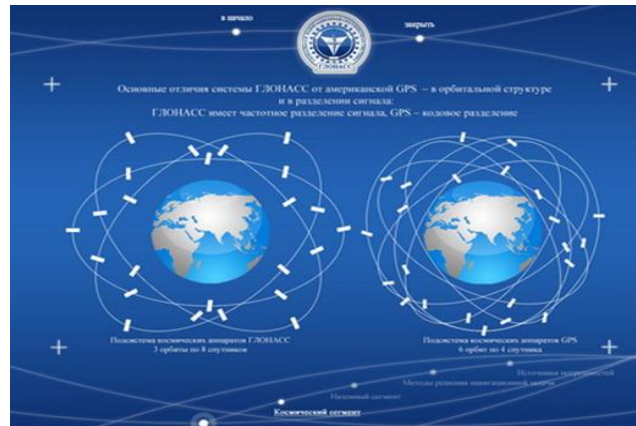 в начало
закрыть
ГЛОНАСС
Основные отличия системы ГЛОНАСС от американской GPS – в орбитальной структуре
и в разделении сигнала:
ГЛОНАСС имеет частотное разделение сигнала, GPS – кодовое разделение
Подсистема космических аппаратов ГЛОНАСС
3 орбиты по 8 спутников
Подсистема космических аппаратов GPS
6 орбит по 4 спутника
Источники погрешностей
Методы решения навигационной задачи
Наземный сегмент
Космический сегмент